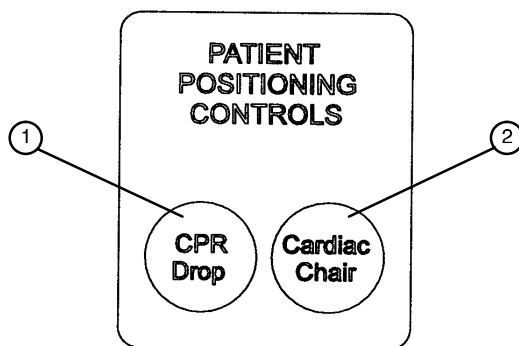 PATIENT
POSITIONING
CONTROLS
1
2
CPR
Drop
Cardiac
Chair